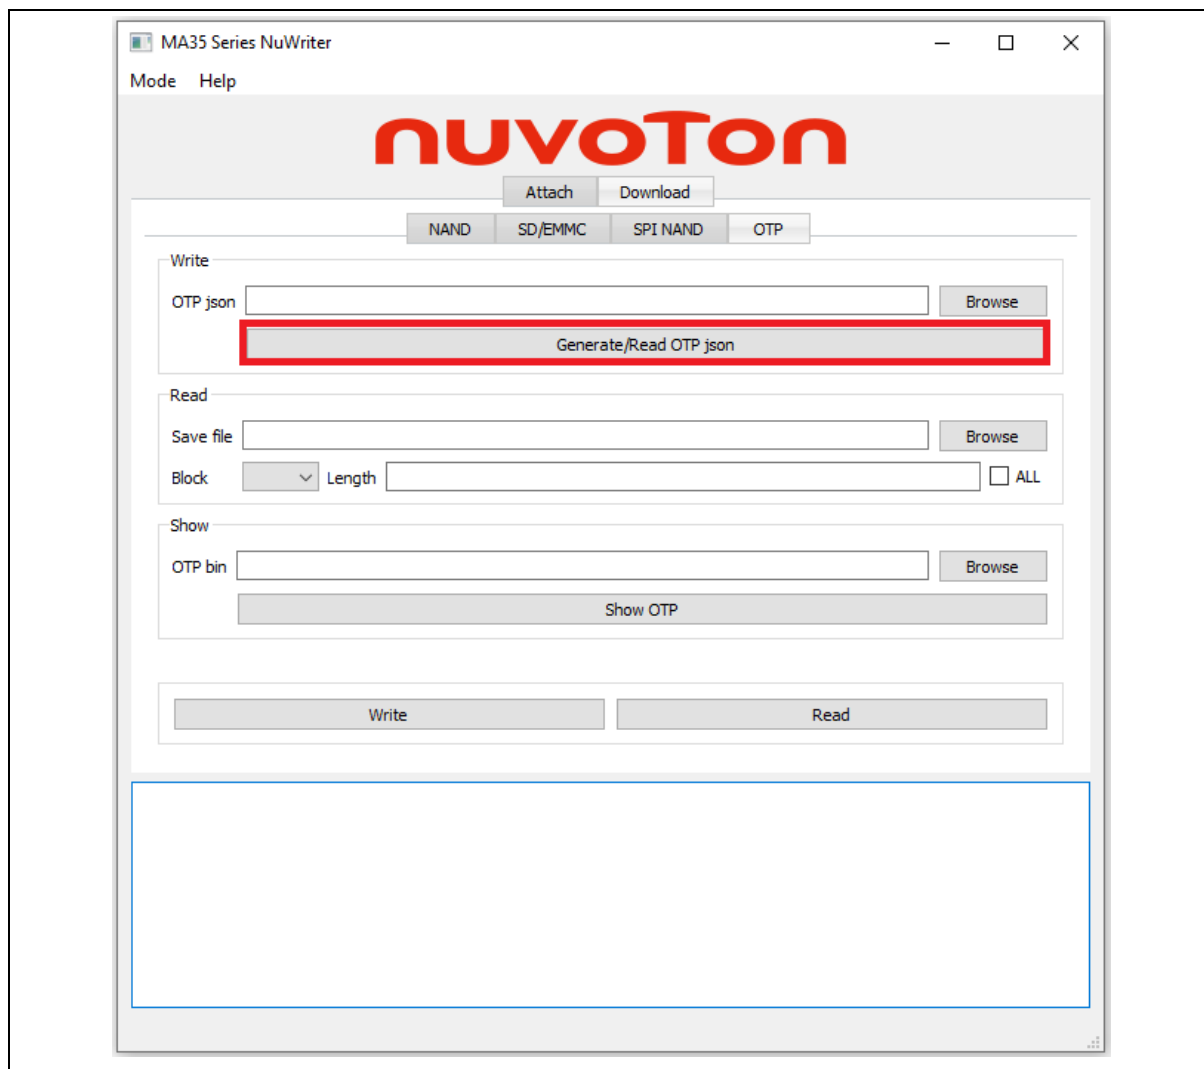 MA35 Series NuWriter
Mode Help
nuvoTon
Attach Download
NAND SD/EMMC SPI NAND OTP
Write
OTP json Browse
Generate/Read OTP json
Read
Save file Browse
Block Length ALL
Show
OTP bin Browse
Show OTP
Write Read